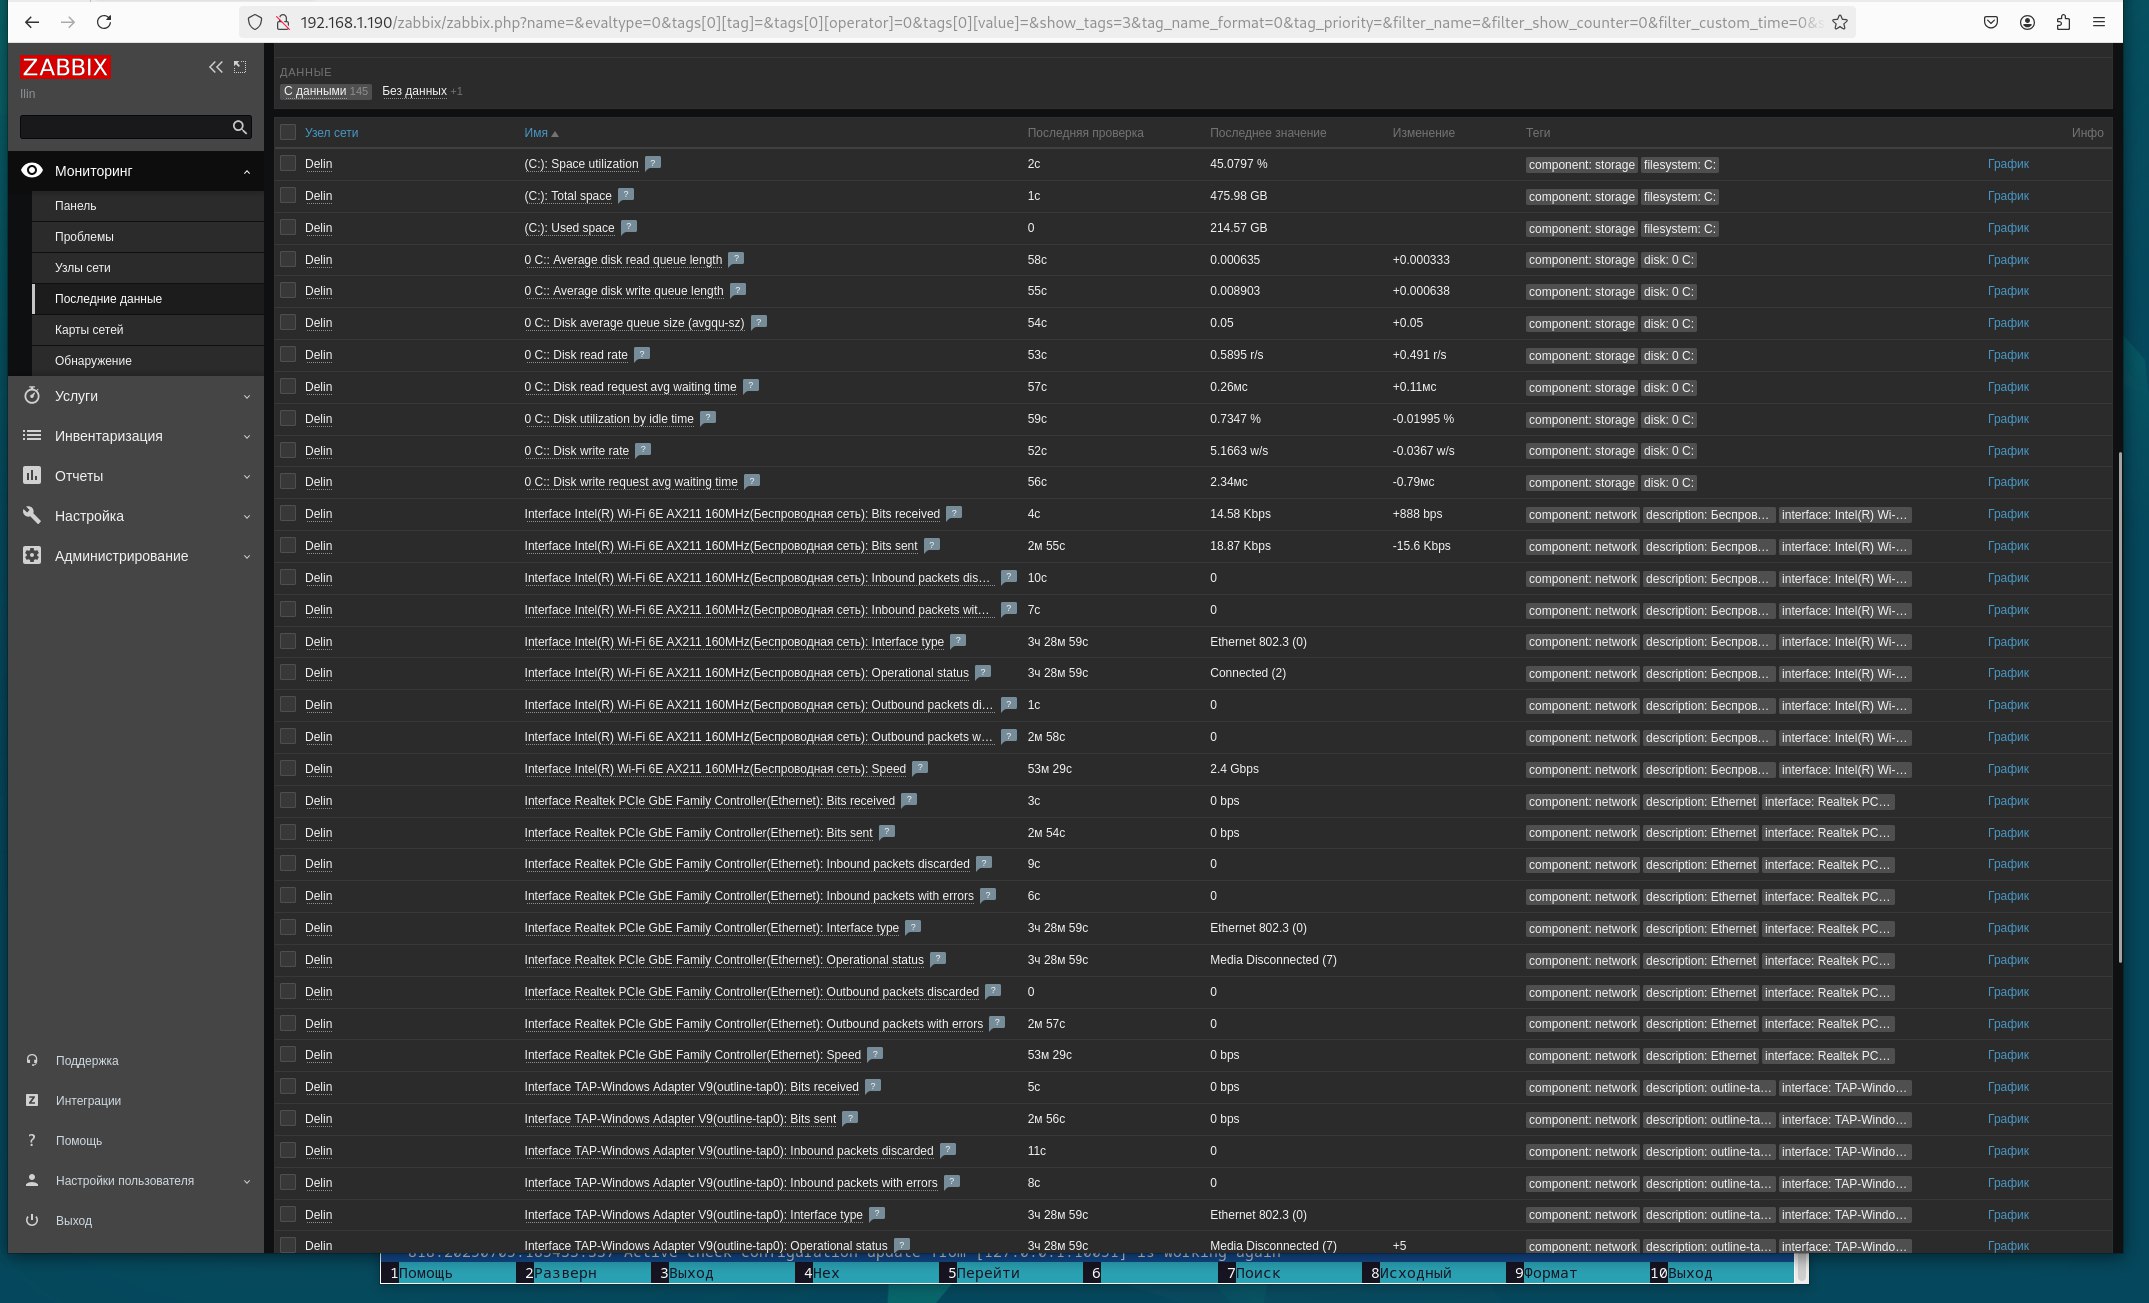 192.168.1.190/zabbix/zabbix.php?name=&evaltype=0&tags[0][tag]=&tags[0][operator]=0&tags[0][value]=&show_tags=3&tag_name_format=0&tag_priority=&filter_name=&filter_show_counter=0&filter_custom_time=0&s
ZABBIX
Ilin
Мониторинг
Панель
Проблемы
Узлы сети
Последние данные
Карты сетей
Обнаружение
Услуги
Инвентаризация
Отчеты
Настройка
Администрирование
Поддержка
Интеграции
Помощь
Настройки пользователя
Выход
ДАННЫЕ
С данными 145 Без данных +1
Узел сети Имя Последняя проверка Последнее значение Изменение Теги Инфо
Delin (C:): Space utilization ? 2с 45.0797 % component: storage filesystem: C: График
Delin (C:): Total space ? 1с 475.98 GB component: storage filesystem: C: График
Delin (C:): Used space ? 0 214.57 GB component: storage filesystem: C: График
Delin 0 C:: Average disk read queue length ? 58с 0.000635 +0.000333 component: storage disk: 0 C: График
Delin 0 C:: Average disk write queue length ? 55с 0.008903 +0.000638 component: storage disk: 0 C: График
Delin 0 C:: Disk average queue size (avgqu-sz) ? 54с 0.05 +0.05 component: storage disk: 0 C: График
Delin 0 C:: Disk read rate ? 53с 0.5895 r/s +0.491 r/s component: storage disk: 0 C: График
Delin 0 C:: Disk read request avg waiting time ? 57с 0.26мс +0.11мс component: storage disk: 0 C: График
Delin 0 C:: Disk utilization by idle time ? 59с 0.7347 % -0.01995 % component: storage disk: 0 C: График
Delin 0 C:: Disk write rate ? 52с 5.1663 w/s -0.0367 w/s component: storage disk: 0 C: График
Delin 0 C:: Disk write request avg waiting time ? 56с 2.34мс -0.79мс component: storage disk: 0 C: График
Delin Interface Intel(R) Wi-Fi 6E AX211 160MHz(Беспроводная сеть): Bits received ? 4с 14.58 Kbps +888 bps component: network description: Беспров... interface: Intel(R) Wi-... График
Delin Interface Intel(R) Wi-Fi 6E AX211 160MHz(Беспроводная сеть): Bits sent ? 2м 55с 18.87 Kbps -15.6 Kbps component: network description: Беспров... interface: Intel(R) Wi-... График
Delin Interface Intel(R) Wi-Fi 6E AX211 160MHz(Беспроводная сеть): Inbound packets dis... ? 10с 0 component: network description: Беспров... interface: Intel(R) Wi-... График
Delin Interface Intel(R) Wi-Fi 6E AX211 160MHz(Беспроводная сеть): Inbound packets wit... ? 7с 0 component: network description: Беспров... interface: Intel(R) Wi-... График
Delin Interface Intel(R) Wi-Fi 6E AX211 160MHz(Беспроводная сеть): Interface type ? 3ч 28м 59с Ethernet 802.3 (0) component: network description: Беспров... interface: Intel(R) Wi-... График
Delin Interface Intel(R) Wi-Fi 6E AX211 160MHz(Беспроводная сеть): Operational status ? 3ч 28м 59с Connected (2) component: network description: Беспров... interface: Intel(R) Wi-... График
Delin Interface Intel(R) Wi-Fi 6E AX211 160MHz(Беспроводная сеть): Outbound packets di... ? 1с 0 component: network description: Беспров... interface: Intel(R) Wi-... График
Delin Interface Intel(R) Wi-Fi 6E AX211 160MHz(Беспроводная сеть): Outbound packets w... ? 2м 58с 0 component: network description: Беспров... interface: Intel(R) Wi-... График
Delin Interface Intel(R) Wi-Fi 6E AX211 160MHz(Беспроводная сеть): Speed ? 53м 29с 2.4 Gbps component: network description: Беспров... interface: Intel(R) Wi-... График
Delin Interface Realtek PCIe GbE Family Controller(Ethernet): Bits received ? 3с 0 bps component: network description: Ethernet interface: Realtek PC... График
Delin Interface Realtek PCIe GbE Family Controller(Ethernet): Bits sent ? 2м 54с 0 bps component: network description: Ethernet interface: Realtek PC... График
Delin Interface Realtek PCIe GbE Family Controller(Ethernet): Inbound packets discarded ? 9с 0 component: network description: Ethernet interface: Realtek PC... График
Delin Interface Realtek PCIe GbE Family Controller(Ethernet): Inbound packets with errors ? 6с 0 component: network description: Ethernet interface: Realtek PC... График
Delin Interface Realtek PCIe GbE Family Controller(Ethernet): Interface type ? 3ч 28м 59с Ethernet 802.3 (0) component: network description: Ethernet interface: Realtek PC... График
Delin Interface Realtek PCIe GbE Family Controller(Ethernet): Operational status ? 3ч 28м 59с Media Disconnected (7) component: network description: Ethernet interface: Realtek PC... График
Delin Interface Realtek PCIe GbE Family Controller(Ethernet): Outbound packets discarded ? 0 0 component: network description: Ethernet interface: Realtek PC... График
Delin Interface Realtek PCIe GbE Family Controller(Ethernet): Outbound packets with errors ? 2м 57с 0 component: network description: Ethernet interface: Realtek PC... График
Delin Interface Realtek PCIe GbE Family Controller(Ethernet): Speed ? 53м 29с 0 bps component: network description: Ethernet interface: Realtek PC... График
Delin Interface TAP-Windows Adapter V9(outline-tap0): Bits received ? 5с 0 bps component: network description: outline-ta... interface: TAP-Windo... График
Delin Interface TAP-Windows Adapter V9(outline-tap0): Bits sent ? 2м 56с 0 bps component: network description: outline-ta... interface: TAP-Windo... График
Delin Interface TAP-Windows Adapter V9(outline-tap0): Inbound packets discarded ? 11с 0 component: network description: outline-ta... interface: TAP-Windo... График
Delin Interface TAP-Windows Adapter V9(outline-tap0): Inbound packets with errors ? 8с 0 component: network description: outline-ta... interface: TAP-Windo... График
Delin Interface TAP-Windows Adapter V9(outline-tap0): Interface type ? 3ч 28м 59с Ethernet 802.3 (0) component: network description: outline-ta... interface: TAP-Windo... График
Delin Interface TAP-Windows Adapter V9(outline-tap0): Operational status ? 3ч 28м 59с Media Disconnected (7) +5 component: network description: outline-ta... interface: TAP-Windo... График
1Помощь 2Разверн 3Выход 4Hex 5Перейти 6 7Поиск 8Исходный 9Формат 10Выход